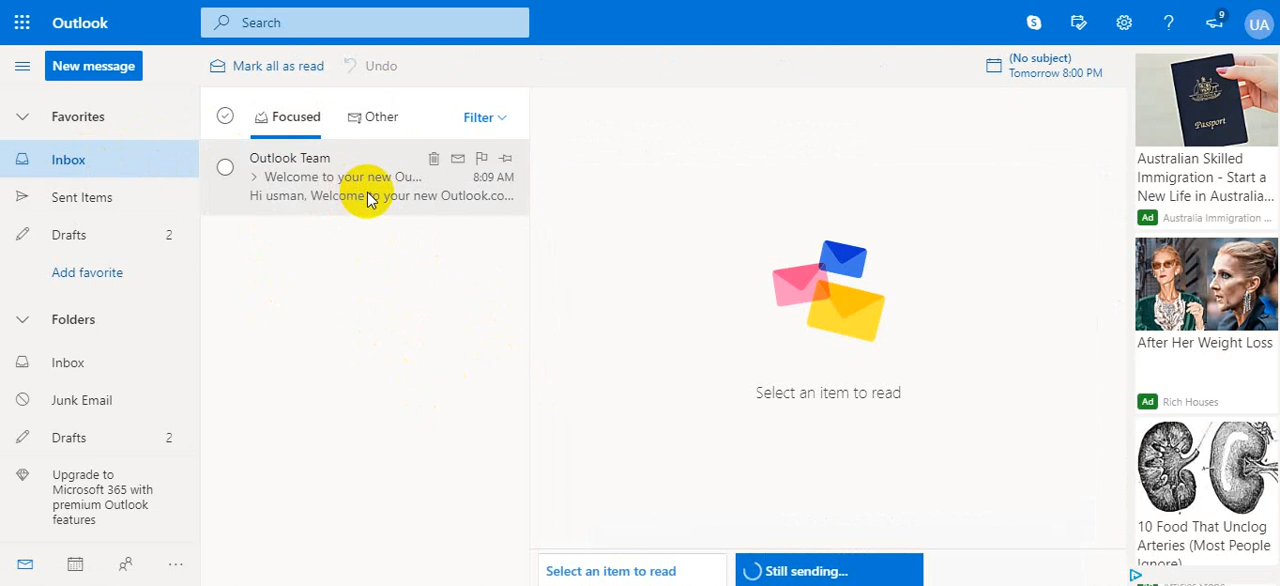 Outlook
Search
9
UA
New message
Mark all as read
Undo
(No subject)
Tomorrow 8:00 PM
Favorites
Inbox
Sent Items
Drafts 2
Add favorite
Folders
Inbox
Junk Email
Drafts 2
Upgrade to
Microsoft 365 with
premium Outlook
features
Focused
Other
Filter
Outlook Team
> Welcome to your new Ou... 8:09 AM
Hi usman, Welcome to your new Outlook.co...
Select an item to read
Select an item to read
Still sending...
Passport
Australian Skilled
Immigration - Start a
New Life in Australia...
Ad Australia Immigration ...
After Her Weight Loss
Ad Rich Houses
10 Food That Unclog
Arteries (Most People
Ignore)